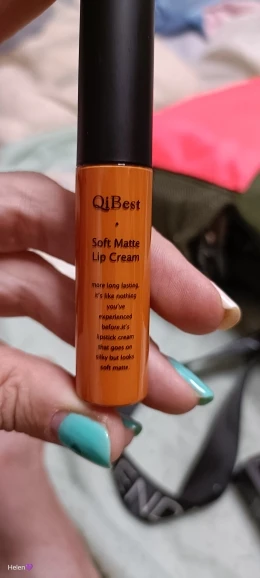 QiBest
Soft Matte
Lip Cream
More long lasting,
it's like nothing
you've
experienced
before.it's
lipstick cream
that goes on
silky but looks
soft matte.
END
Helen💜